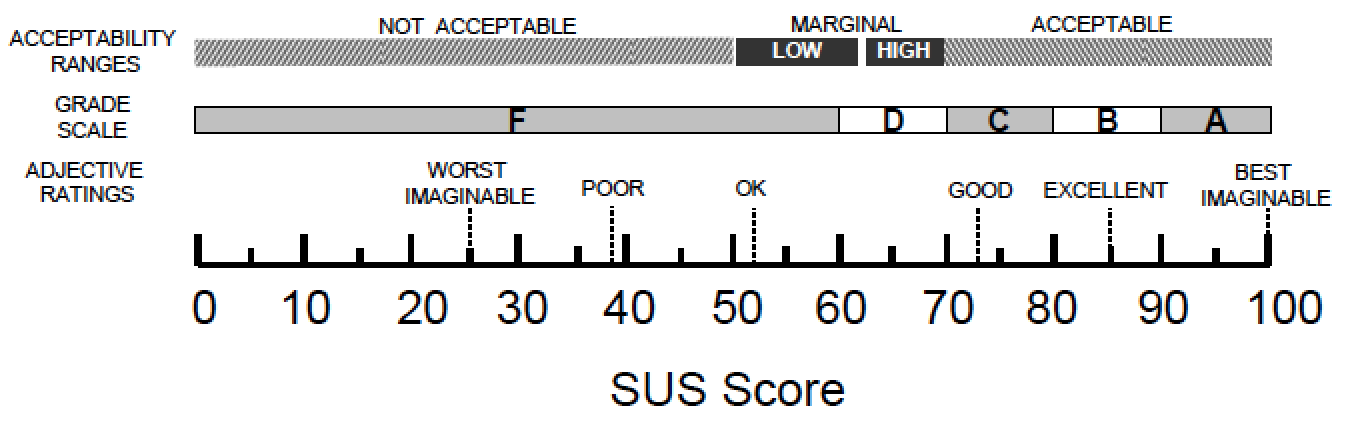 NOT ACCEPTABLE
MARGINAL
ACCEPTABLE
ACCEPTABILITY
RANGES
LOW
HIGH
GRADE
SCALE
F
D
C
B
A
ADJECTIVE
RATINGS
WORST
IMAGINABLE
POOR
OK
GOOD
EXCELLENT
BEST
IMAGINABLE
0 10 20 30 40 50 60 70 80 90 100
SUS Score